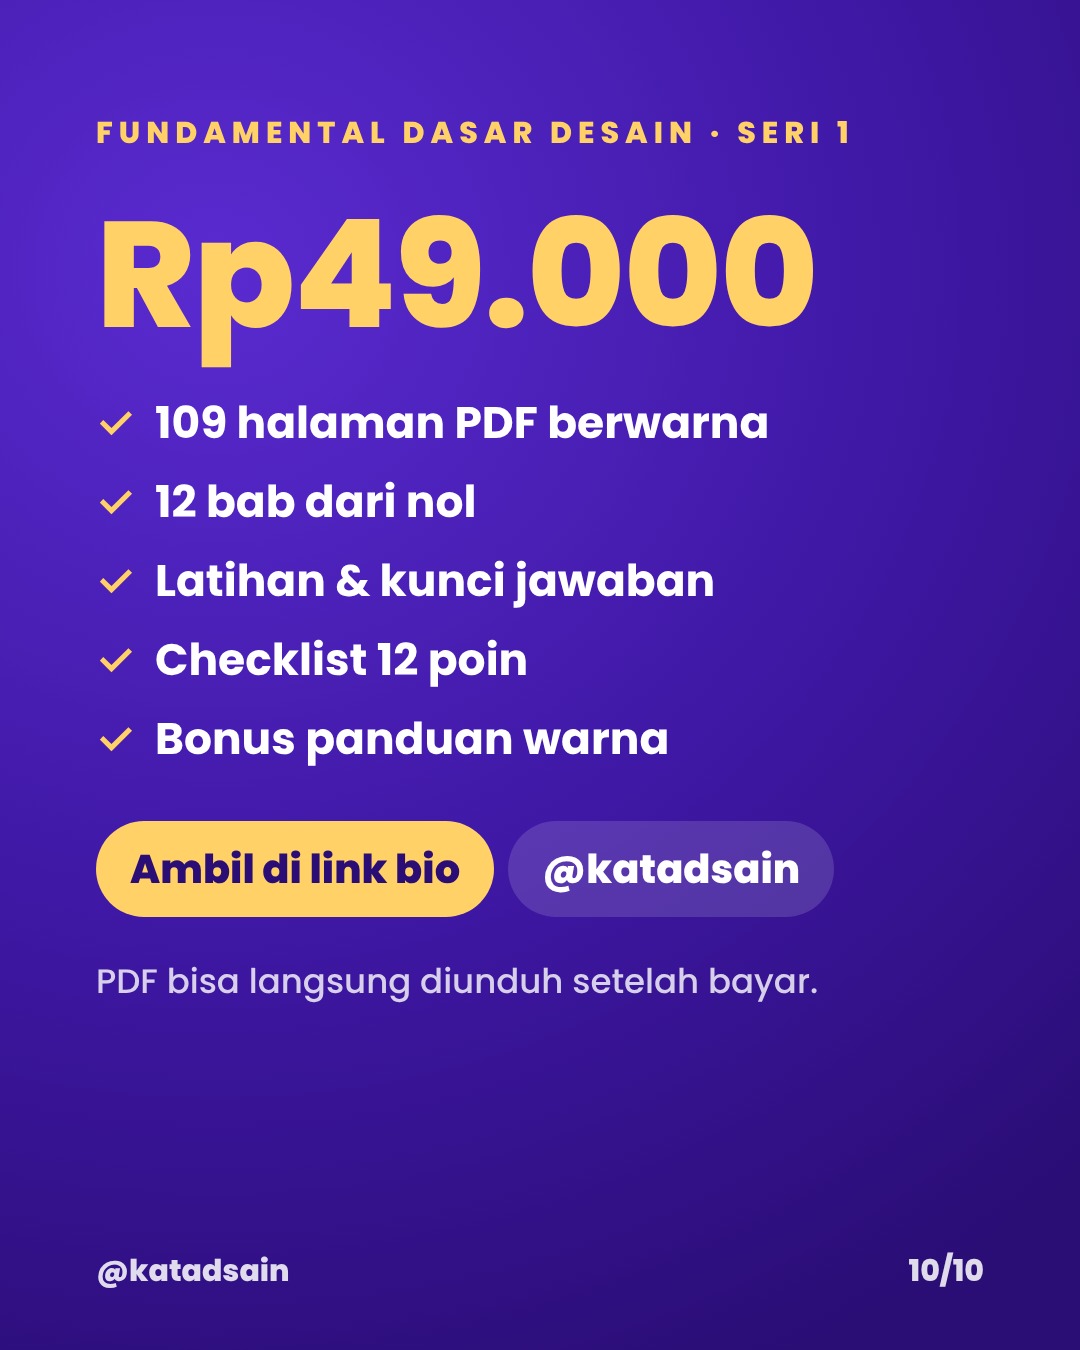 FUNDAMENTAL DASAR DESAIN · SERI 1
Rp49.000
109 halaman PDF berwarna
12 bab dari nol
Latihan & kunci jawaban
Checklist 12 poin
Bonus panduan warna
Ambil di link bio
@katadsain
PDF bisa langsung diunduh setelah bayar.
@katadsain
10/10